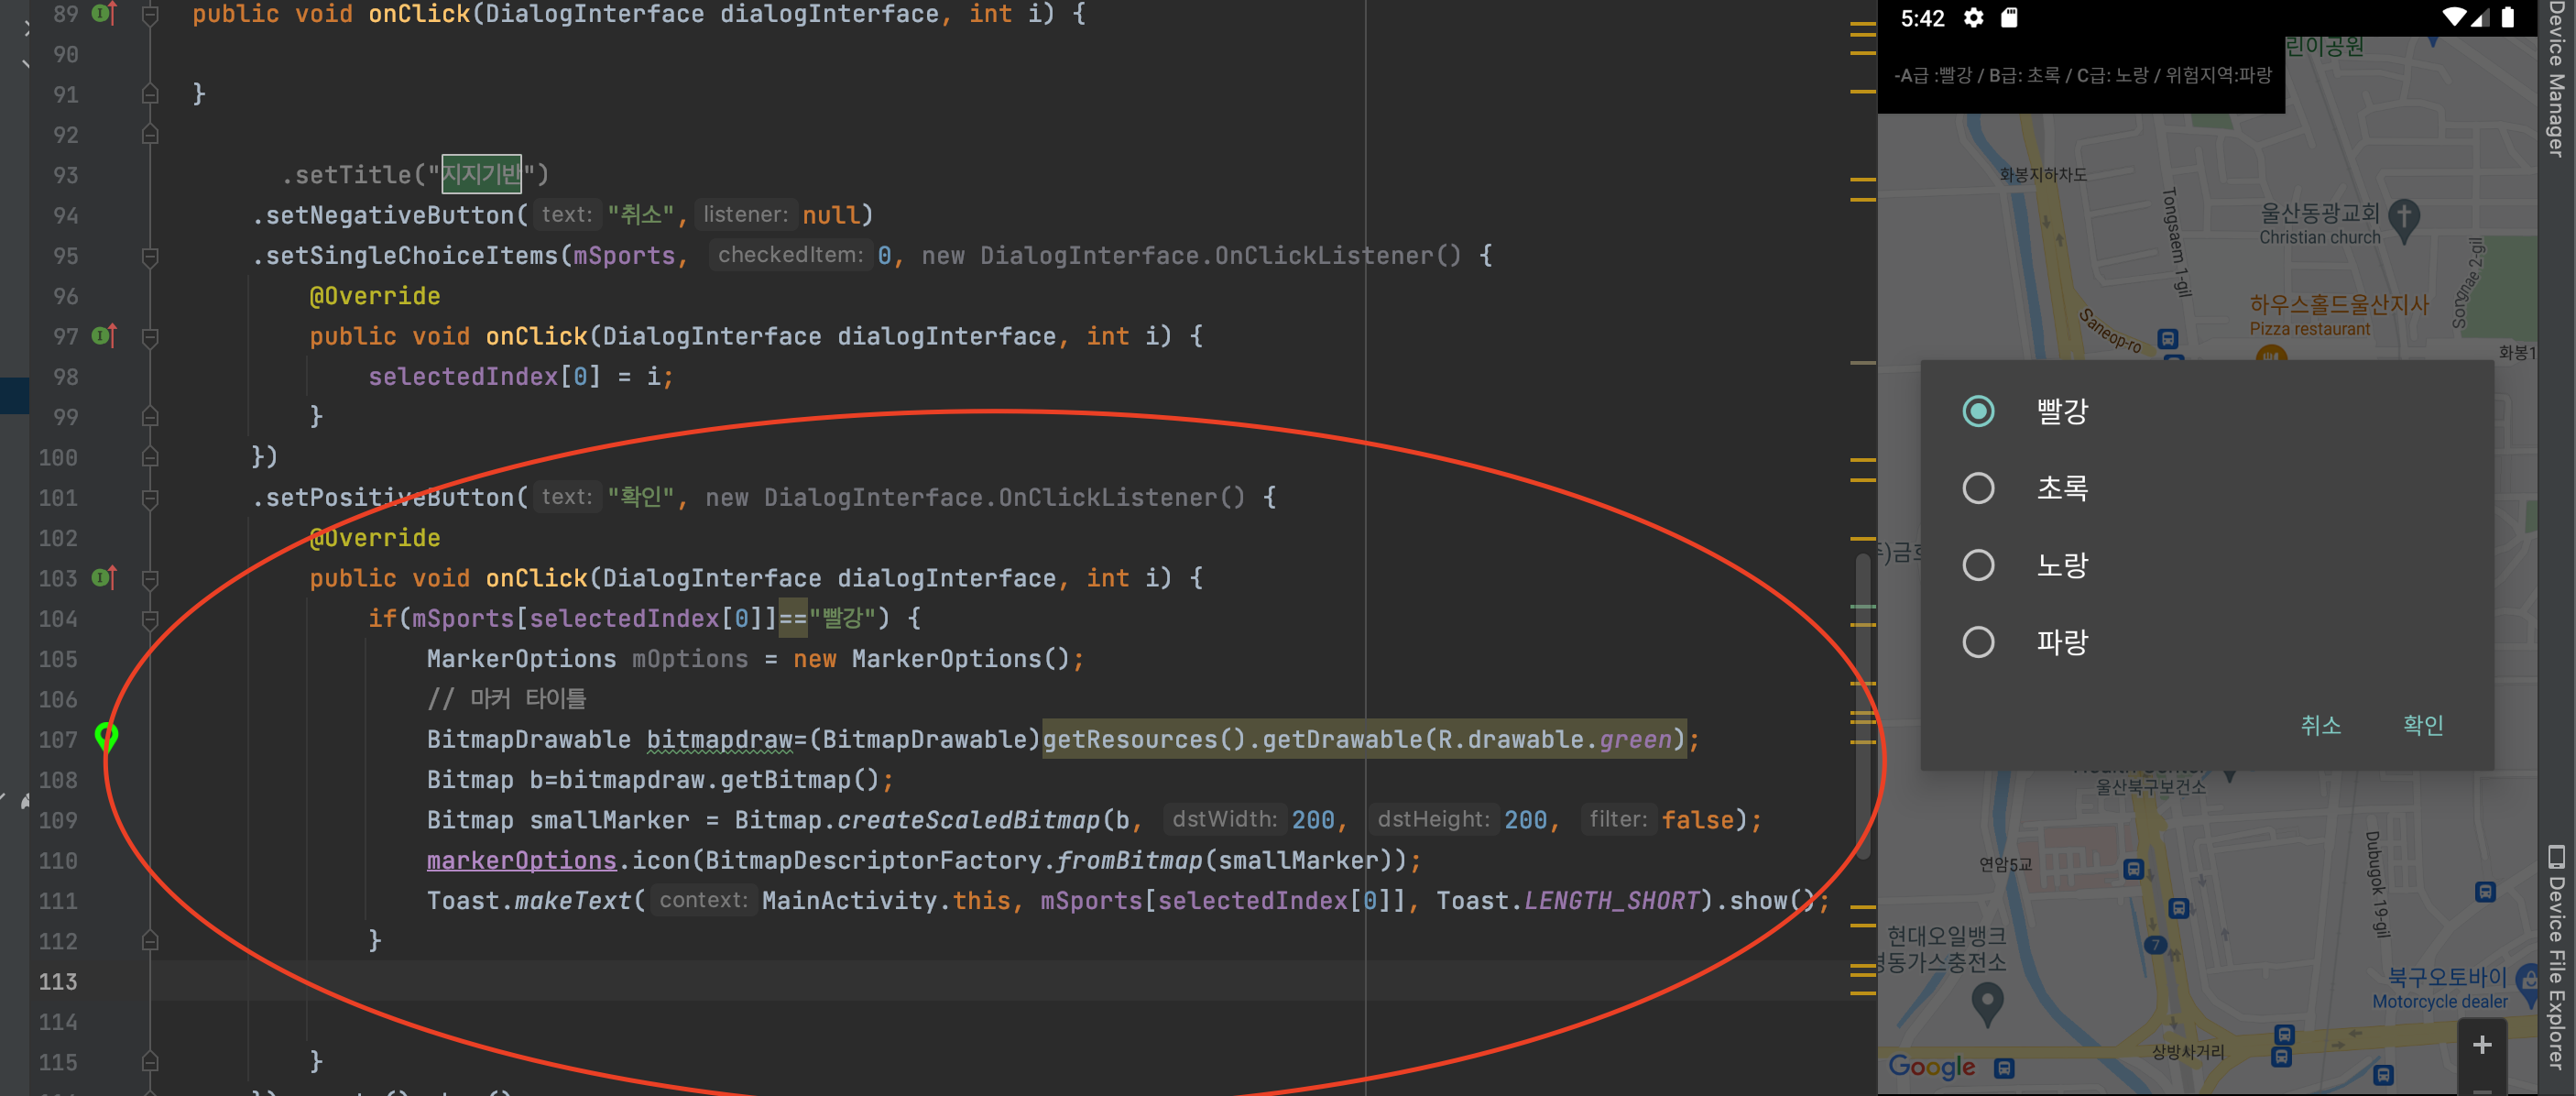 89 public void onClick(DialogInterface dialogInterface, int i) {
90
91 }
92
93 .setTitle("지지기반")
94 .setNegativeButton( text: "취소", listener: null)
95 .setSingleChoiceItems(mSports, checkedItem: 0, new DialogInterface.OnClickListener() {
96 @Override
97 public void onClick(DialogInterface dialogInterface, int i) {
98 selectedIndex[0] = i;
99 }
100 })
101 .setPositiveButton( text: "확인", new DialogInterface.OnClickListener() {
102 @Override
103 public void onClick(DialogInterface dialogInterface, int i) {
104 if(mSports[selectedIndex[0]]=="빨강") {
105 MarkerOptions mOptions = new MarkerOptions();
106 // 마커 타이틀
107 BitmapDrawable bitmapdraw=(BitmapDrawable)getResources().getDrawable(R.drawable.green);
108 Bitmap b=bitmapdraw.getBitmap();
109 Bitmap smallMarker = Bitmap.createScaledBitmap(b, dstWidth: 200, dstHeight: 200, filter: false);
110 markerOptions.icon(BitmapDescriptorFactory.fromBitmap(smallMarker));
111 Toast.makeText( context: MainActivity.this, mSports[selectedIndex[0]], Toast.LENGTH_SHORT).show();
112 }
113
114
115 }
5:42
린이공원
-A급 :빨강 / B급: 초록 / C급: 노랑 / 위험지역:파랑
화봉지하차도
Tongsaem 1-gil
울산동광교회
Christian church
Songnae 2-gil
하우스홀드울산지사
Pizza restaurant
Saneop-ro
화봉1
빨강
초록
)금호
노랑
파랑
취소 확인
울산북구보건소
연암5교
Dubugok 19-gil
현대오일뱅크
명동가스충전소
7
북구오토바이
Motorcycle dealer
상방사거리
Google
+
Device Manager
Device File Explorer